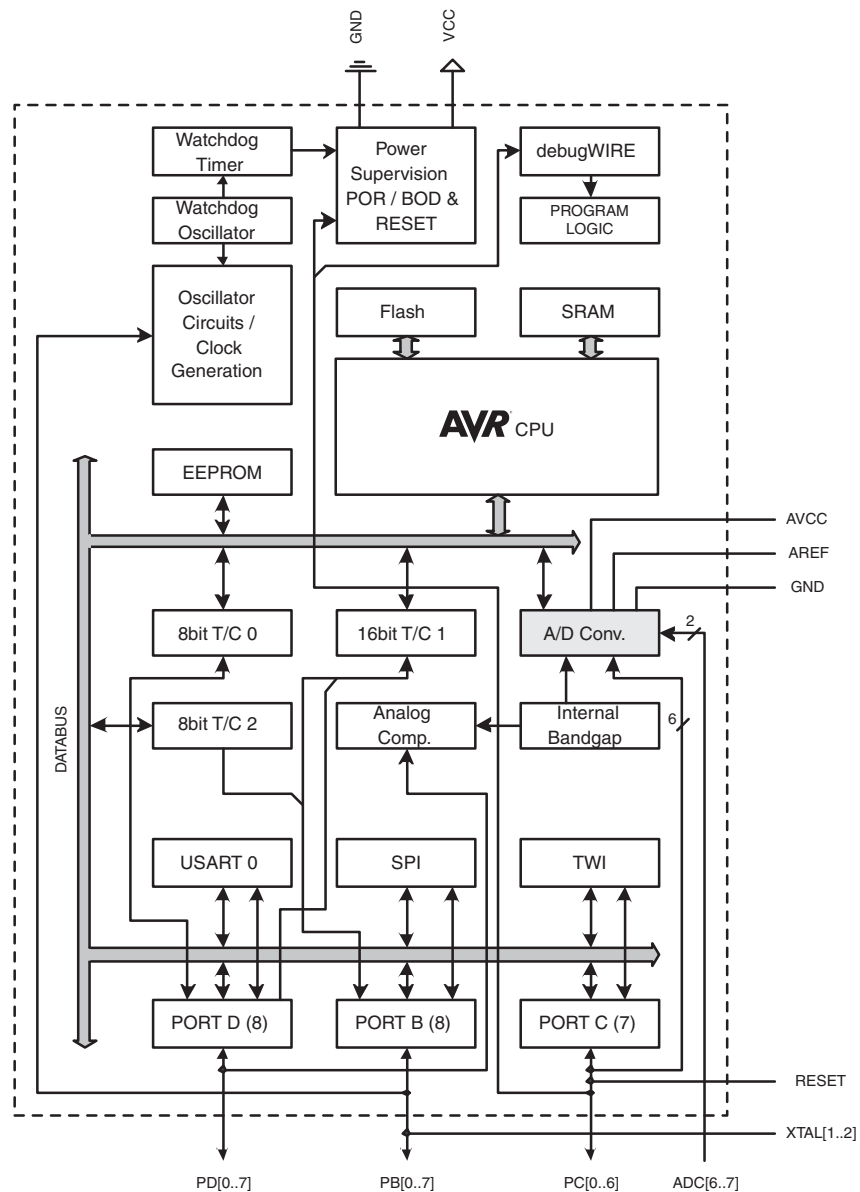 GND
VCC
Watchdog
Timer
Power
Supervision
POR / BOD &
RESET
debugWIRE
Watchdog
Oscillator
PROGRAM
LOGIC
Oscillator
Circuits /
Clock
Generation
Flash
SRAM
AVR CPU
EEPROM
AVCC
AREF
GND
8bit T/C 0
16bit T/C 1
A/D Conv.
2
DATABUS
8bit T/C 2
Analog
Comp.
Internal
Bandgap
6
USART 0
SPI
TWI
PORT D (8)
PORT B (8)
PORT C (7)
RESET
XTAL[1..2]
PD[0..7]
PB[0..7]
PC[0..6]
ADC[6..7]